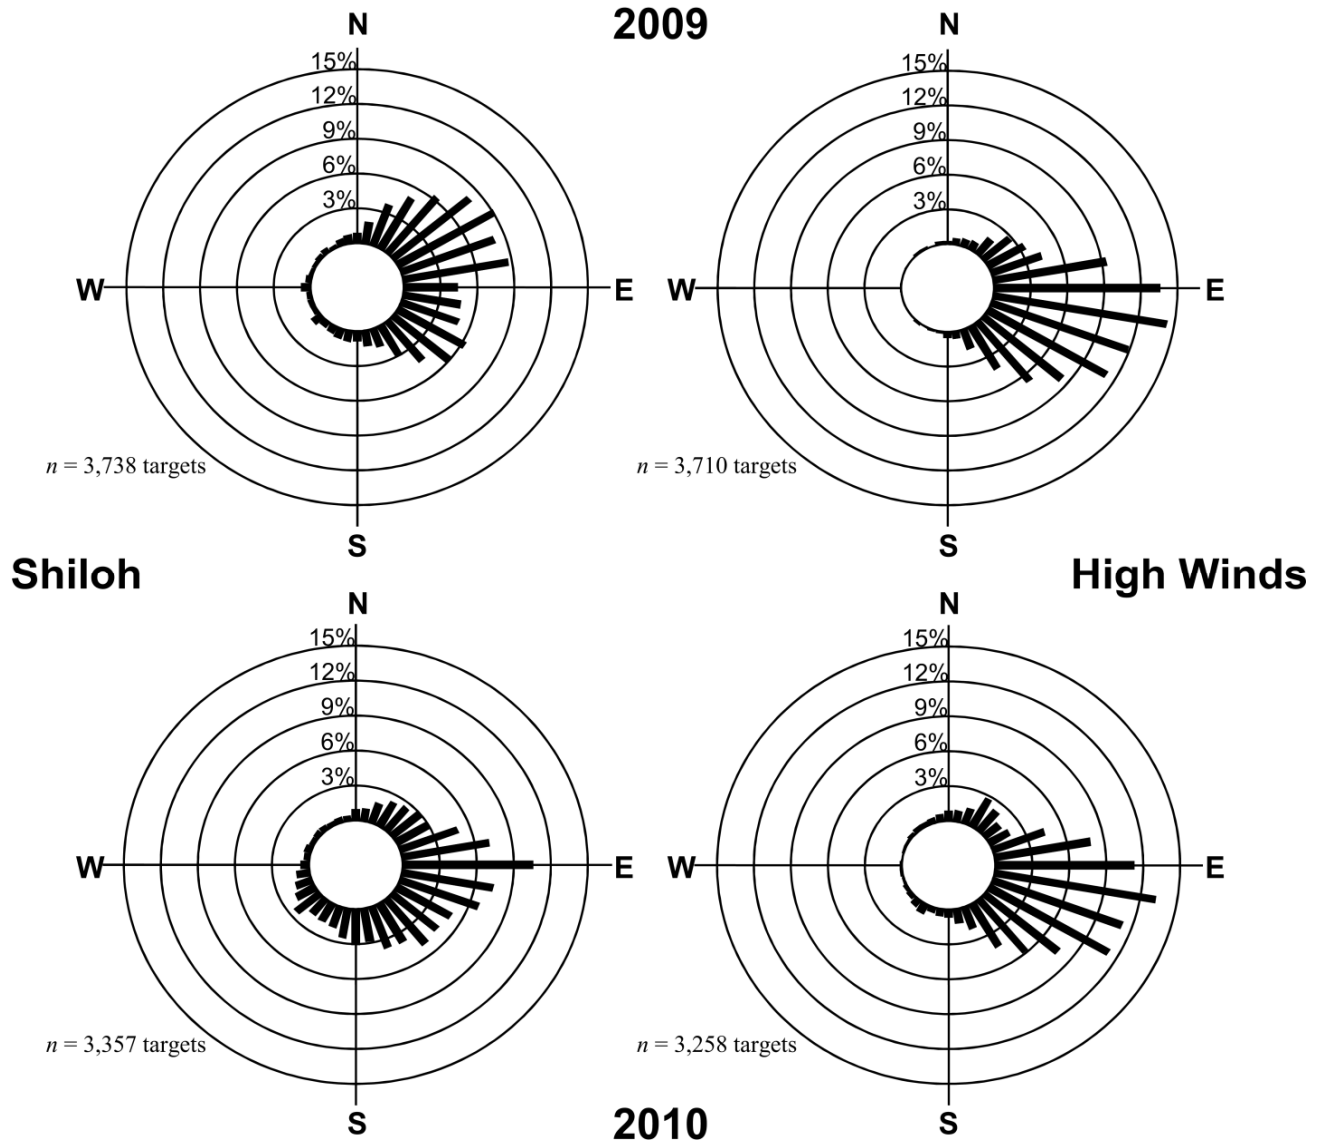 2009
N
15%
12%
9%
6%
3%
W
E
S
n = 3,738 targets
N
15%
12%
9%
6%
3%
W
E
S
n = 3,710 targets
Shiloh
High Winds
N
15%
12%
9%
6%
3%
W
E
S
n = 3,357 targets
N
15%
12%
9%
6%
3%
W
E
S
n = 3,258 targets
2010